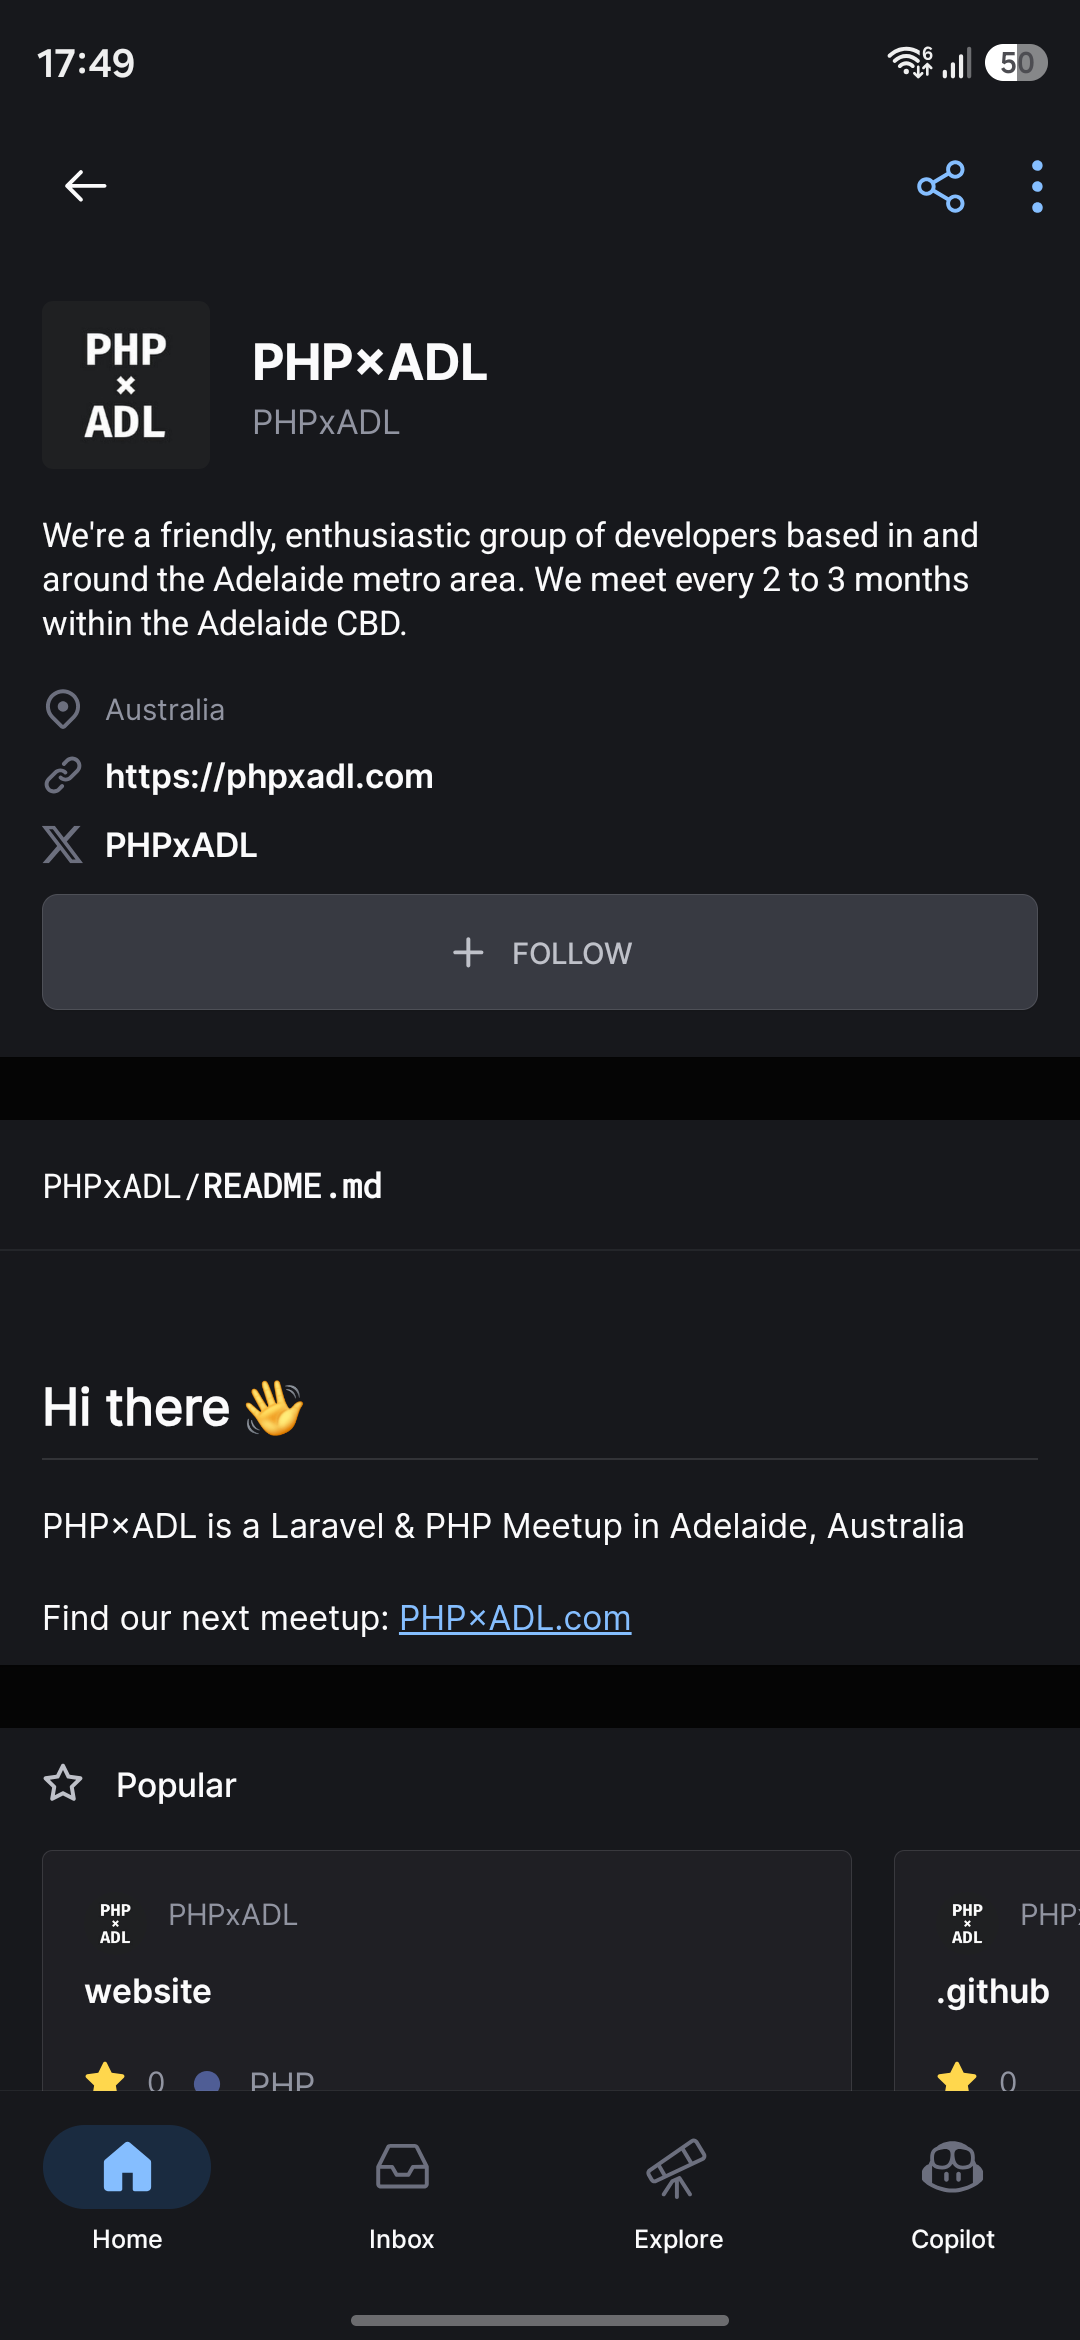 17:49
6
50
PHP
×
ADL
PHP×ADL
PHPxADL
We're a friendly, enthusiastic group of developers based in and
around the Adelaide metro area. We meet every 2 to 3 months
within the Adelaide CBD.
Australia
https://phpxadl.com
PHPxADL
FOLLOW
PHPxADL/README.md
Hi there 👋
PHP×ADL is a Laravel & PHP Meetup in Adelaide, Australia
Find our next meetup: PHP×ADL.com
Popular
PHP
×
ADL
PHPxADL
website
0 PHP
PHP
×
ADL
PHP
.github
0
Home
Inbox
Explore
Copilot